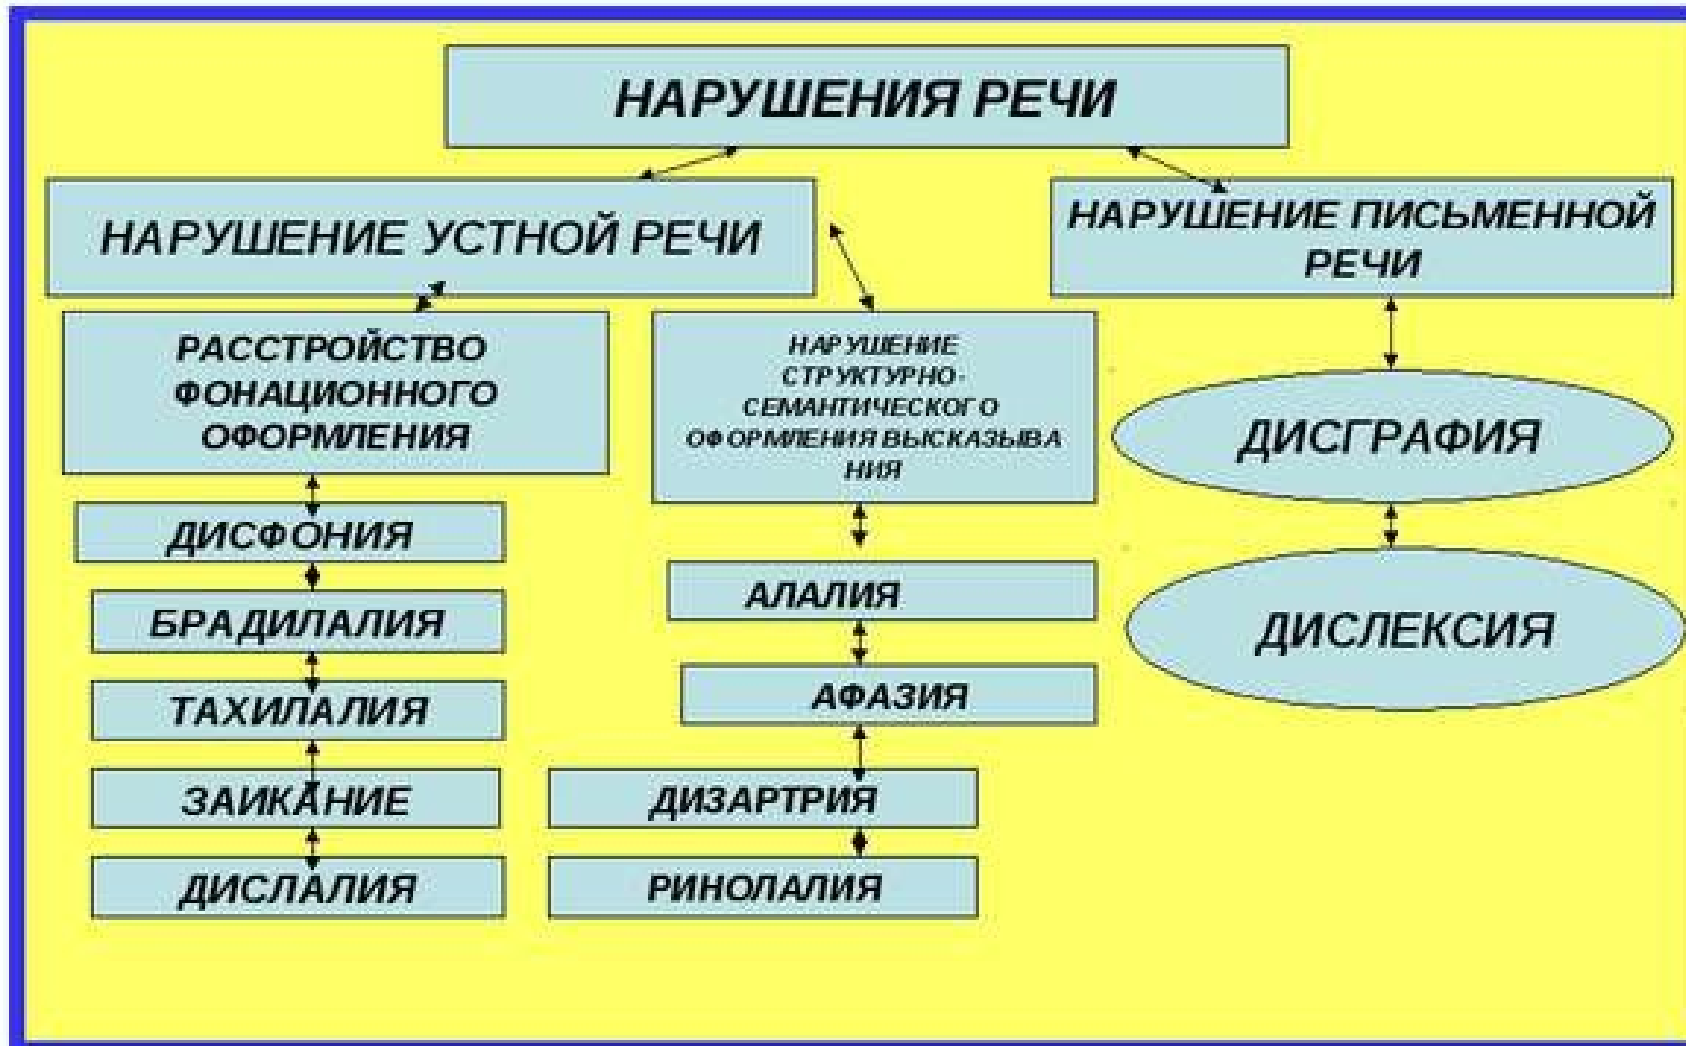 НАРУШЕНИЯ РЕЧИ
НАРУШЕНИЕ УСТНОЙ РЕЧИ
НАРУШЕНИЕ ПИСЬМЕННОЙ
РЕЧИ
РАССТРОЙСТВО
ФОНАЦИОННОГО
ОФОРМЛЕНИЯ
НАРУШЕНИЕ
СТРУКТУРНО-
СЕМАНТИЧЕСКОГО
ОФОРМЛЕНИЯ ВЫСКАЗЫВА
НИЯ
ДИСФОНИЯ
БРАДИЛАЛИЯ
ТАХИЛАЛИЯ
ЗАИКАНИЕ
ДИСЛАЛИЯ
АЛАЛИЯ
АФАЗИЯ
ДИЗАРТРИЯ
РИНОЛАЛИЯ
ДИСГРАФИЯ
ДИСЛЕКСИЯ